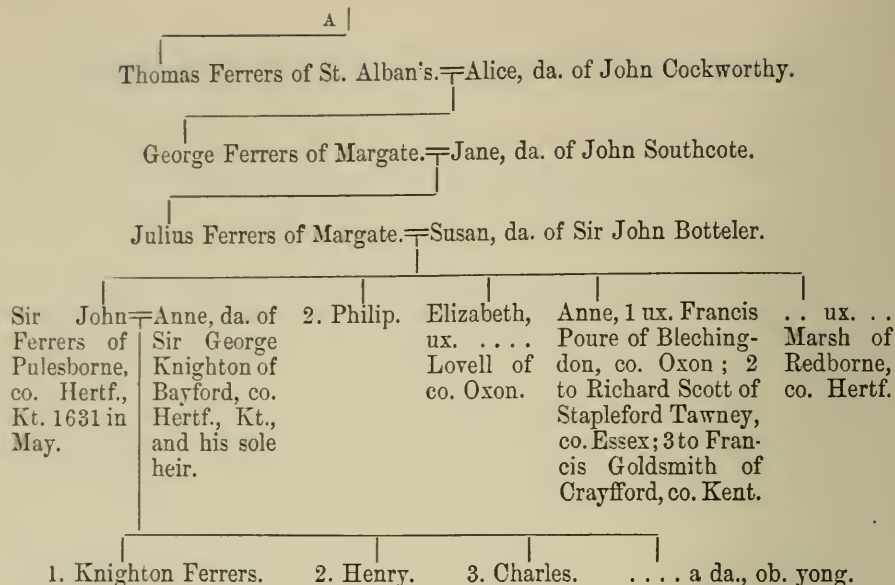 A
Thomas Ferrers of St. Alban's.=Alice, da. of John Cockworthy.
George Ferrers of Margate.=Jane, da. of John Southcote.
Julius Ferrers of Margate.=Susan, da. of Sir John Botteler.
Sir John=
Ferrers of
Pulesborne,
co. Hertf.,
Kt. 1631 in
May.
Anne, da. of
Sir George
Knighton of
Bayford, co.
Hertf., Kt.,
and his sole
heir.
2. Philip.
Elizabeth,
ux. . . . .
Lovell of
co. Oxon.
Anne, 1 ux. Francis
Poure of Bleching-
don, co. Oxon ; 2
to Richard Scott of
Stapleford Tawney,
co. Essex; 3 to Fran-
cis Goldsmith of
Crayfford, co. Kent.
. . ux. . .
Marsh of
Redborne,
co. Hertf.
1. Knighton Ferrers. 2. Henry. 3. Charles. . . . . a da., ob. yong.